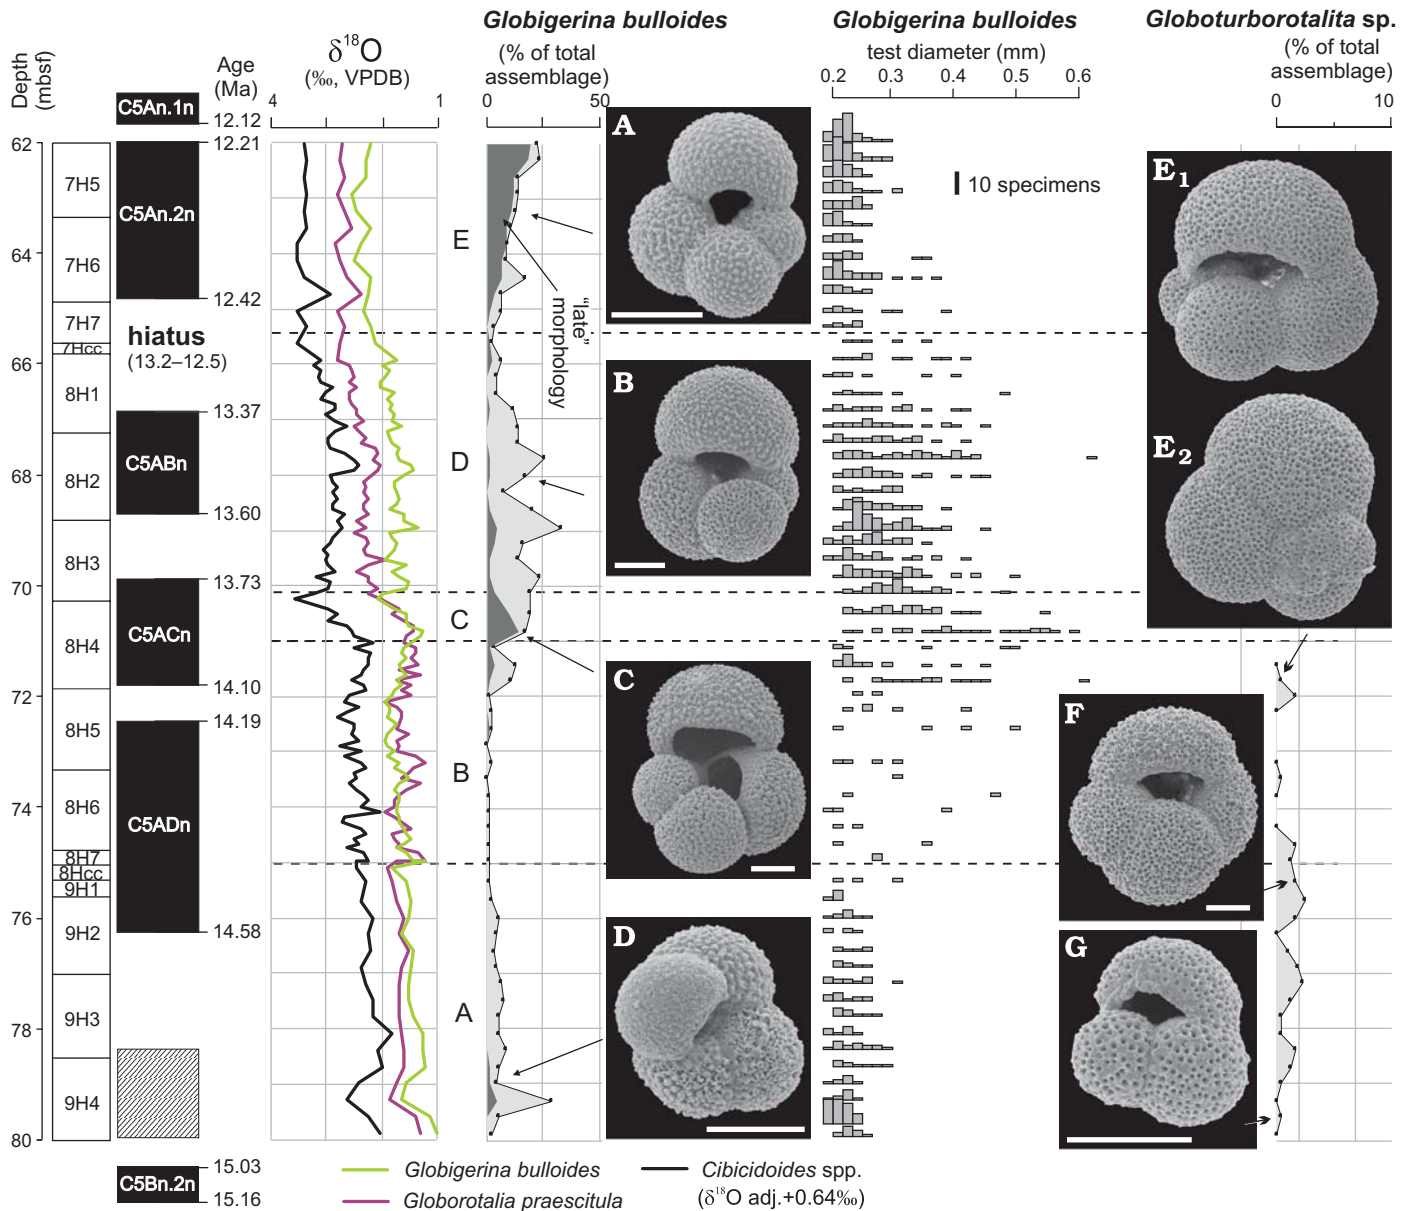 Globigerina bulloides
Globigerina bulloides
Globoturborotalita sp.
δ18O
(‰, VPDB)
(% of total
assemblage)
test diameter (mm)
(% of total
assemblage)
Depth
(mbsf)
Age
(Ma)
4
1
0
50
0.2
0.3
0.4
0.5
0.6
0
10
C5An.1n
12.12
12.21
C5An.2n
12.42
hiatus
(13.2–12.5)
13.37
C5ABn
13.60
13.73
C5ACn
14.10
14.19
C5ADn
14.58
C5Bn.2n
15.03
15.16
62
64
66
68
70
72
74
76
78
80
7H5
7H6
7H7
7Hcc
8H1
8H2
8H3
8H4
8H5
8H6
8H7
8Hcc
9H1
9H2
9H3
9H4
E
D
C
B
A
"late"
morphology
A
B
C
D
10 specimens
E1
E2
F
G
Globigerina bulloides
Globorotalia praescitula
Cibicidoides spp.
(δ18O adj.+0.64‰)